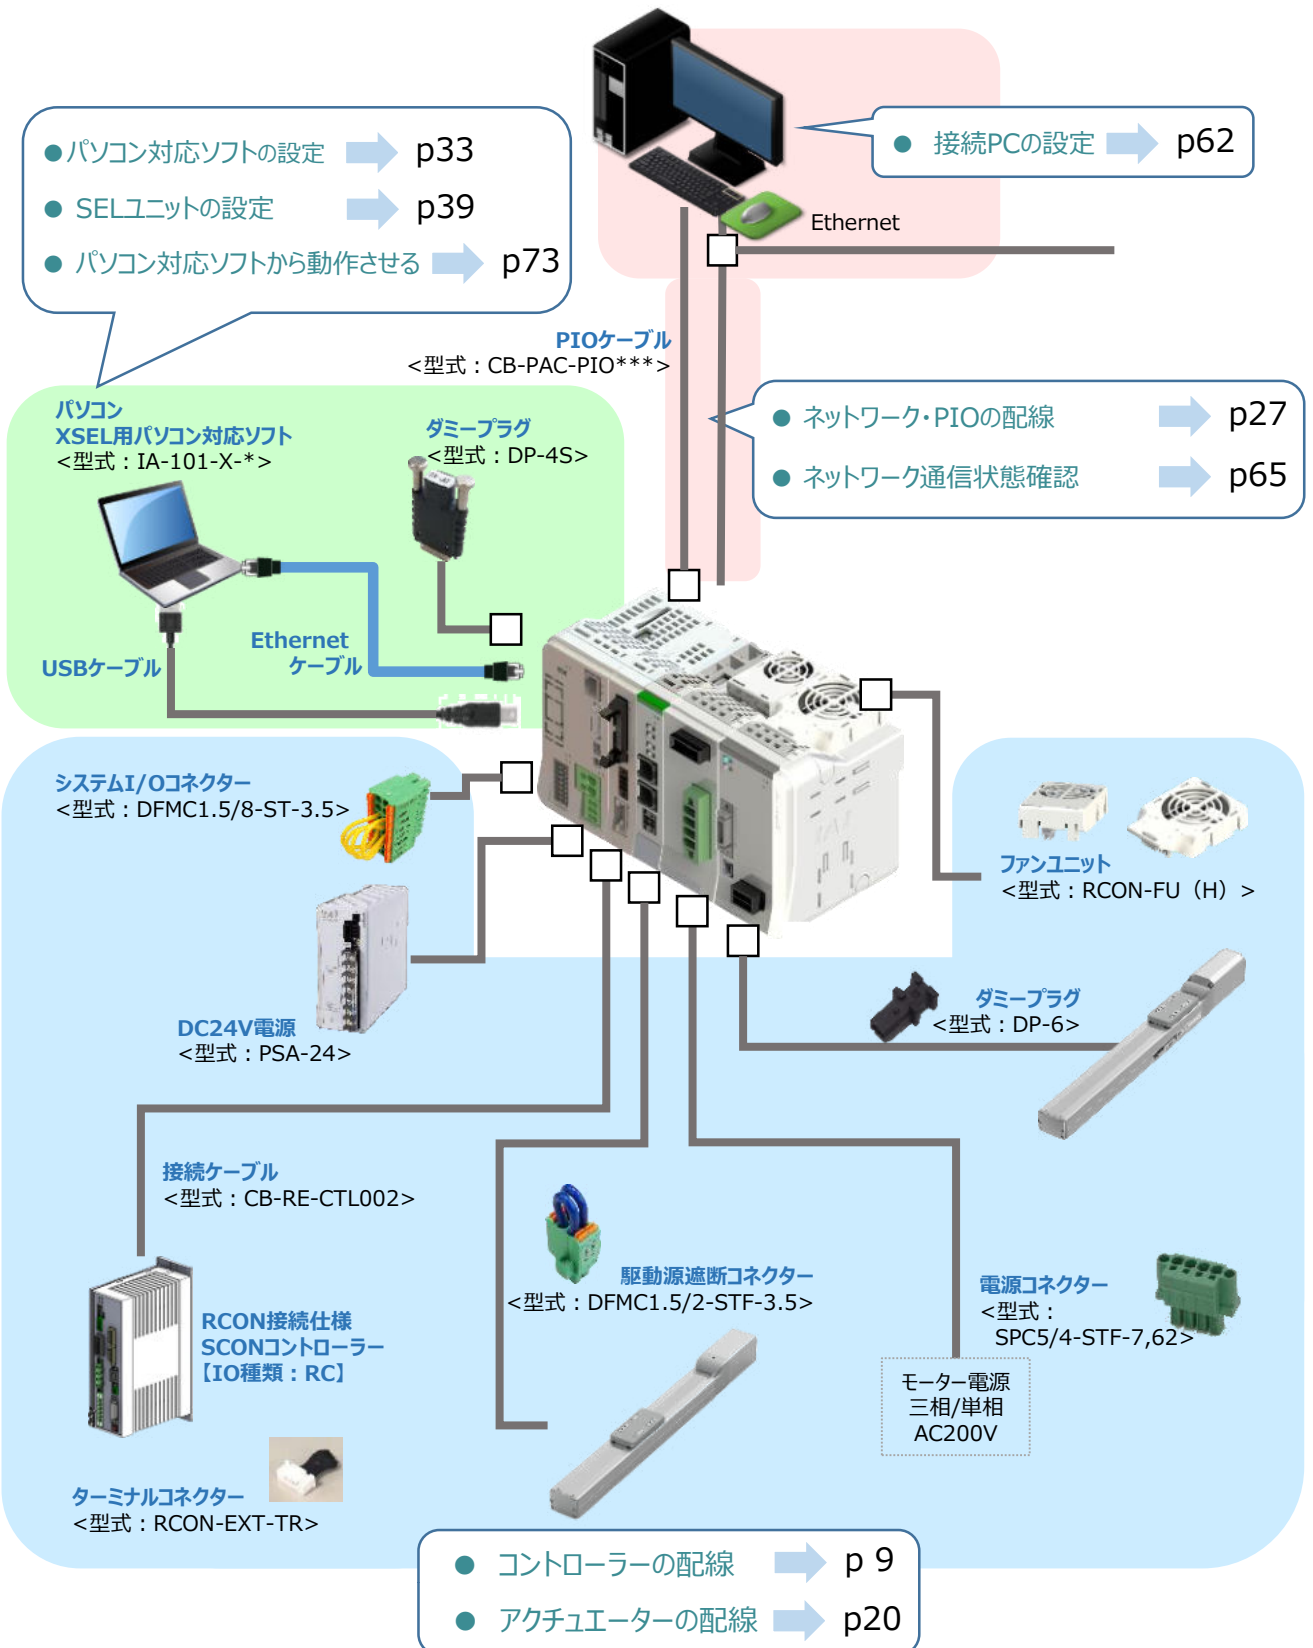 ● 接続PCの設定 p62
● パソコン対応ソフトの設定 p33
● SELユニットの設定 p39
● パソコン対応ソフトから動作させる p73
Ethernet
PIOケーブル
<型式：CB-PAC-PIO***>
● ネットワーク・PIOの配線 p27
● ネットワーク通信状態確認 p65
パソコン
XSEL用パソコン対応ソフト
<型式：IA-101-X-*>
ダミープラグ
<型式：DP-4S>
Ethernet
ケーブル
USBケーブル
システムI/Oコネクター
<型式：DFMC1.5/8-ST-3.5>
ファンユニット
<型式：RCON-FU（H）>
DC24V電源
<型式：PSA-24>
ダミープラグ
<型式：DP-6>
接続ケーブル
<型式：CB-RE-CTL002>
駆動源遮断コネクター
<型式：DFMC1.5/2-STF-3.5>
電源コネクター
<型式：
SPC5/4-STF-7,62>
RCON接続仕様
SCONコントローラー
【IO種類：RC】
モーター電源
三相/単相
AC200V
ターミナルコネクター
<型式：RCON-EXT-TR>
● コントローラーの配線 p 9
● アクチュエーターの配線 p20